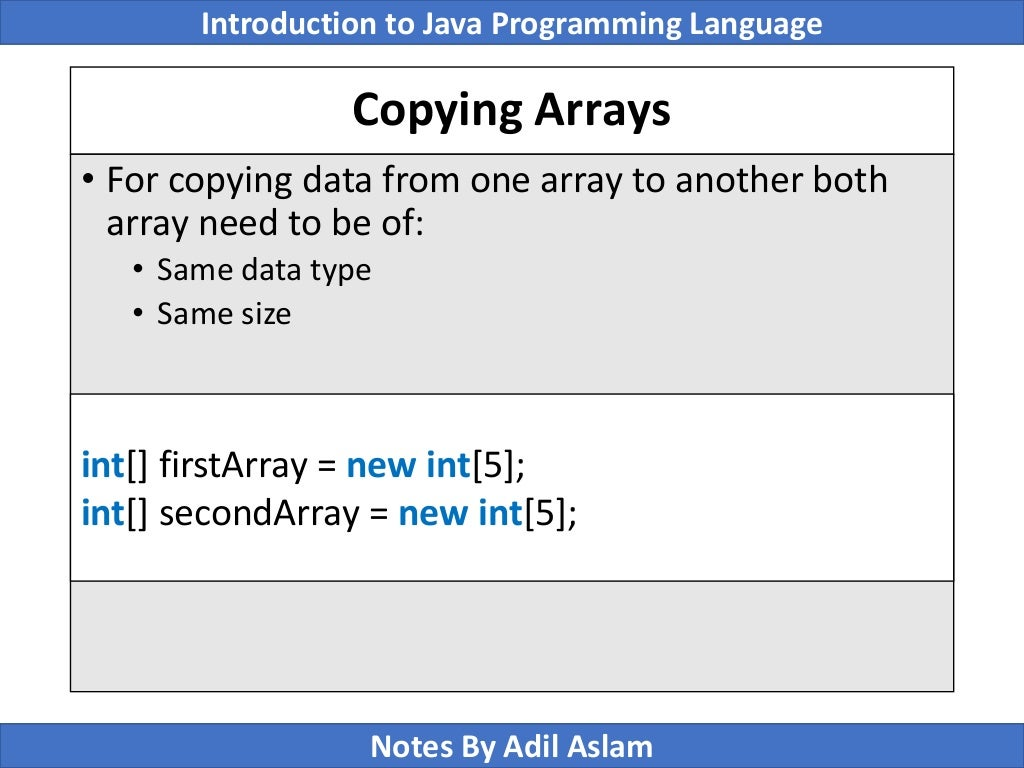 Introduction to Java Programming Language
Copying Arrays
• For copying data from one array to another both
array need to be of:
• Same data type
• Same size
int[] firstArray = new int[5];
int[] secondArray = new int[5];
Notes By Adil Aslam